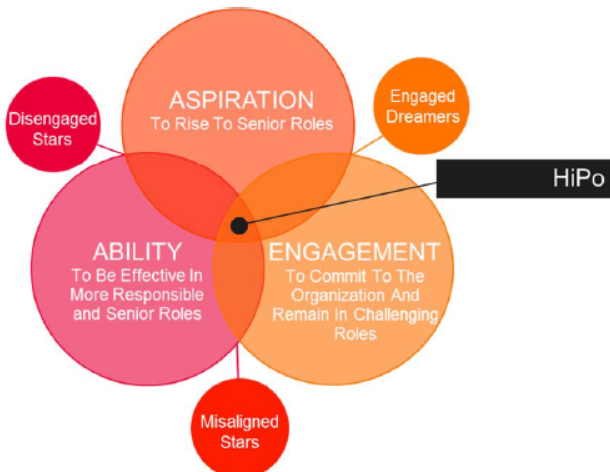 ASPIRATION
To Rise To Senior Roles
Disengaged
Stars
Engaged
Dreamers
HiPo
ABILITY
To Be Effective In
More Responsible
and Senior Roles
ENGAGEMENT
To Commit To The
Organization And
Remain In Challenging
Roles
Misaligned
Stars